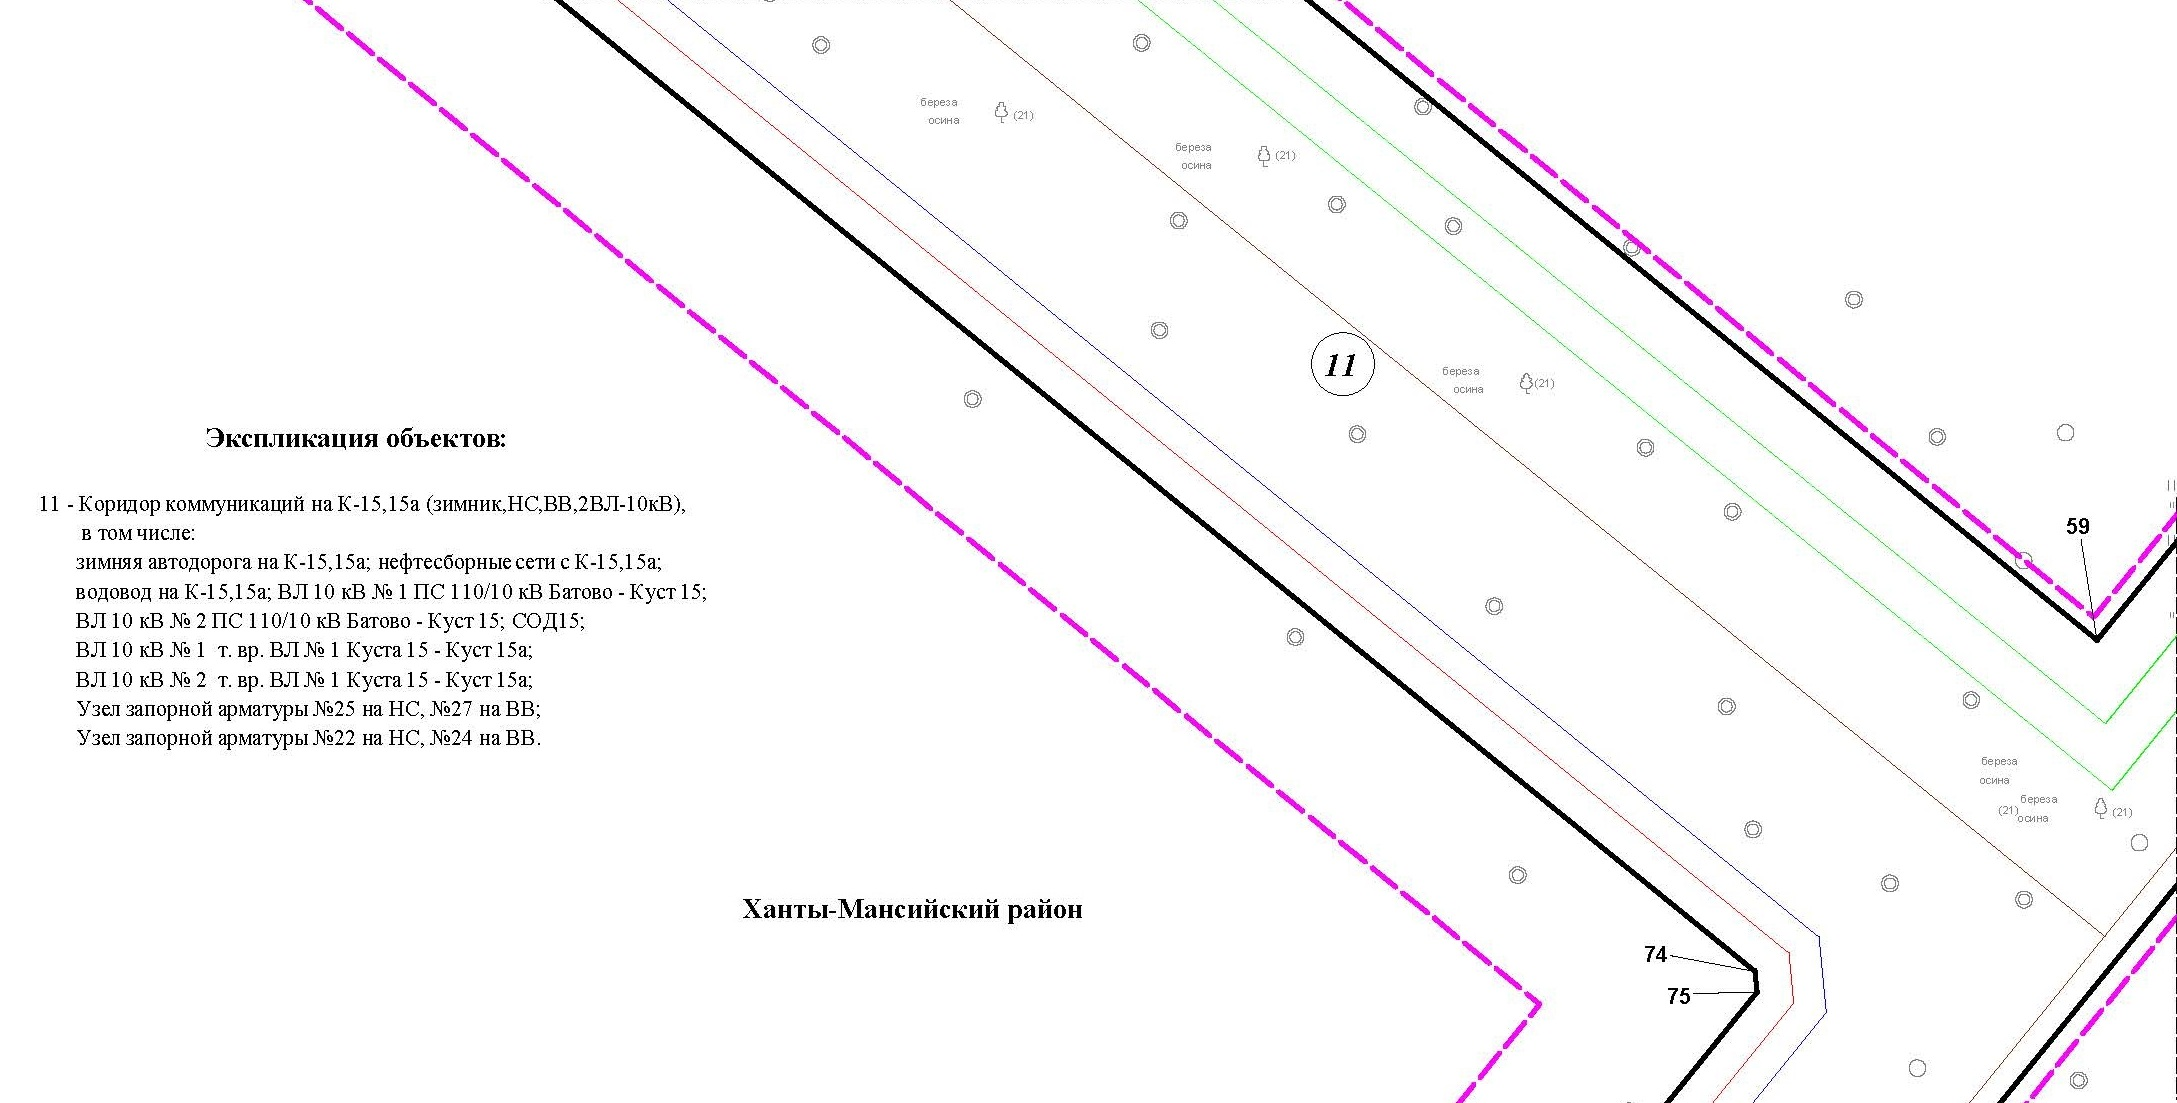 береза
осина
(21)
береза
осина
(21)
11
береза
осина
(21)
Экспликация объектов:
11 - Коридор коммуникаций на К-15,15а (зимник,НС,ВВ,2ВЛ-10кВ),
в том числе:
зимняя автодорога на К-15,15а; нефтесборные сети с К-15,15а;
водовод на К-15,15а; ВЛ 10 кВ № 1 ПС 110/10 кВ Батово - Куст 15;
ВЛ 10 кВ № 2 ПС 110/10 кВ Батово - Куст 15; СОД15;
ВЛ 10 кВ № 1 т. вр. ВЛ № 1 Куста 15 - Куст 15а;
ВЛ 10 кВ № 2 т. вр. ВЛ № 1 Куста 15 - Куст 15а;
Узел запорной арматуры №25 на НС, №27 на ВВ;
Узел запорной арматуры №22 на НС, №24 на ВВ.
59
береза
осина
(21)
береза
осина
(21)
Ханты-Мансийский район
74
75